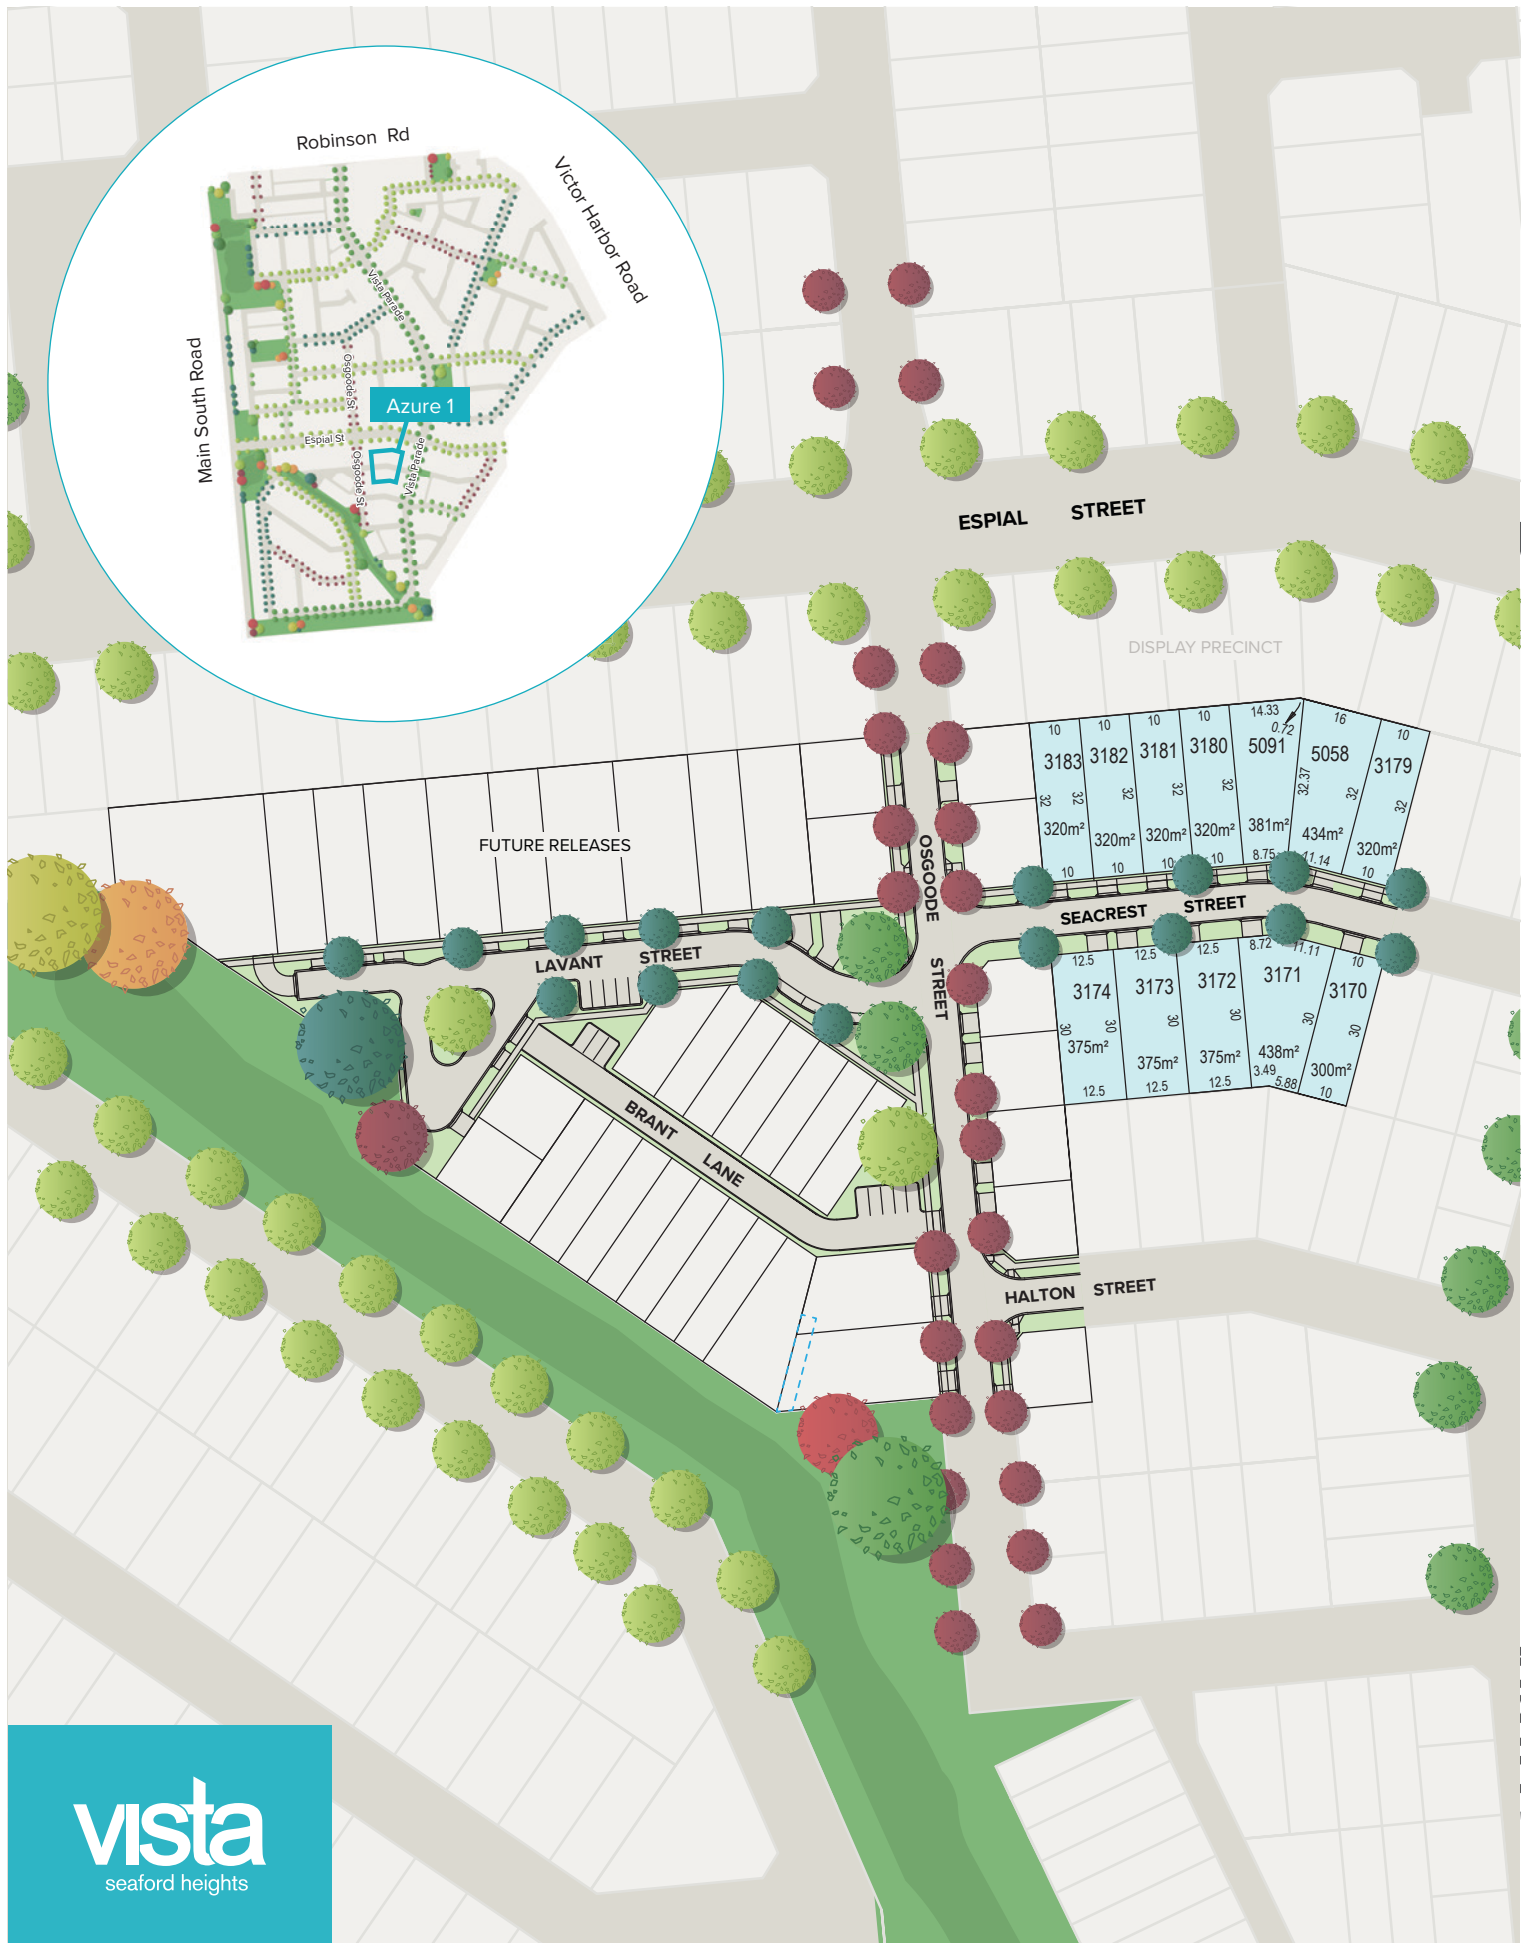 Robinson Rd
Victor Harbor Road
Main South Road
Vista Parade
Osgoode St
Azure 1
Espial St
Osgoode St
Vista Parade
ESPIAL STREET
DISPLAY PRECINCT
10 10 10 10 14.33 0.72 16 10
3183 3182 3181 3180 5091 5058 3179
32 32 32 32 32 32.37 32 32
320m² 320m² 320m² 320m² 381m² 434m² 320m²
10 10 10 10 8.75 11.14 10
FUTURE RELEASES
OSGOODE STREET
SEACREST STREET
LAVANT STREET
12.5 12.5 12.5 8.72 11.11 10
3174 3173 3172 3171 3170
30 30 30 30 30 30
375m² 375m² 375m² 438m² 300m²
12.5 12.5 12.5 3.49 5.88 10
BRANT LANE
HALTON STREET
vista
seaford heights